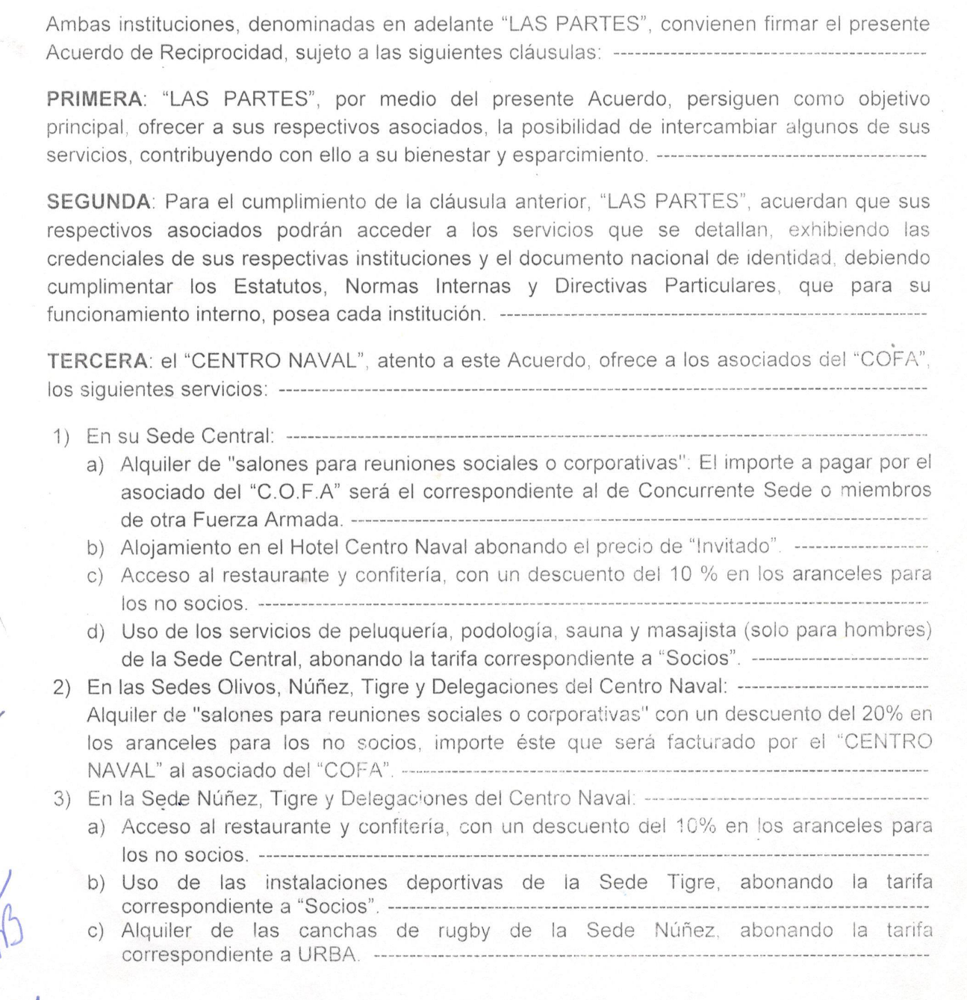 Ambas instituciones, denominadas en adelante “LAS PARTES”, convienen firmar el presente
Acuerdo de Reciprocidad, sujeto a las siguientes cláusulas: ------------------------------------------
PRIMERA: “LAS PARTES”, por medio del presente Acuerdo, persiguen como objetivo
principal, ofrecer a sus respectivos asociados, la posibilidad de intercambiar algunos de sus
servicios, contribuyendo con ello a su bienestar y esparcimiento. ------------------------------------
SEGUNDA: Para el cumplimiento de la cláusula anterior, “LAS PARTES”, acuerdan que sus
respectivos asociados podrán acceder a los servicios que se detallan, exhibiendo las
credenciales de sus respectivas instituciones y el documento nacional de identidad, debiendo
cumplimentar los Estatutos, Normas Internas y Directivas Particulares, que para su
funcionamiento interno, posea cada institución. ---------------------------------------------------------
TERCERA: el “CENTRO NAVAL”, atento a este Acuerdo, ofrece a los asociados del “COFA”,
los siguientes servicios: ---------------------------------------------------------------------------------------
1) En su Sede Central: --------------------------------------------------------------------------------------
a) Alquiler de "salones para reuniones sociales o corporativas": El importe a pagar por el
asociado del “C.O.F.A” será el correspondiente al de Concurrente Sede o miembros
de otra Fuerza Armada. -----------------------------------------------------------------------------
b) Alojamiento en el Hotel Centro Naval abonando el precio de “Invitado”. ------------------
c) Acceso al restaurante y confitería, con un descuento del 10 % en los aranceles para
los no socios. ------------------------------------------------------------------------------------------
d) Uso de los servicios de peluquería, podología, sauna y masajista (solo para hombres)
de la Sede Central, abonando la tarifa correspondiente a “Socios”. ------------------------
2) En las Sedes Olivos, Núñez, Tigre y Delegaciones del Centro Naval: --------------------------
Alquiler de "salones para reuniones sociales o corporativas" con un descuento del 20% en
los aranceles para los no socios, importe éste que será facturado por el “CENTRO
NAVAL” al asociado del “COFA”. -----------------------------------------------------------------------
3) En la Sede Núñez, Tigre y Delegaciones del Centro Naval: --------------------------------------
a) Acceso al restaurante y confitería, con un descuento del 10% en los aranceles para
los no socios. ------------------------------------------------------------------------------------------
b) Uso de las instalaciones deportivas de la Sede Tigre, abonando la tarifa
correspondiente a “Socios”. -------------------------------------------------------------------------
c) Alquiler de las canchas de rugby de la Sede Núñez, abonando la tarifa
correspondiente a URBA. ---------------------------------------------------------------------------